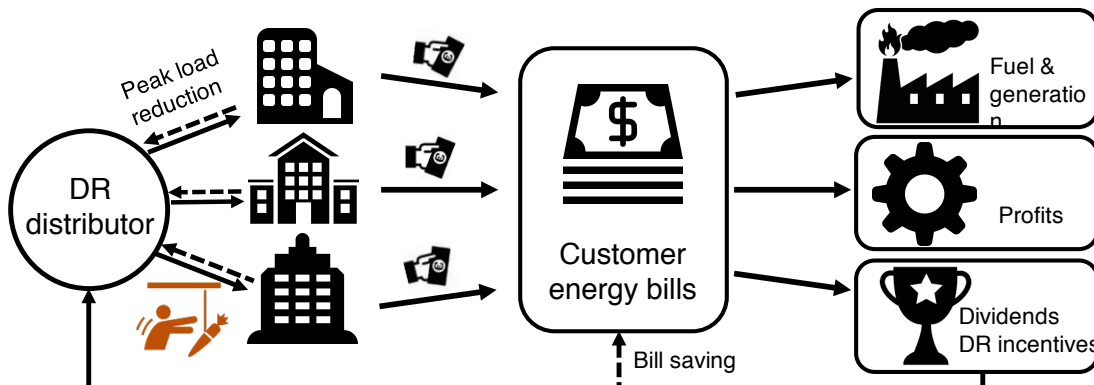 Peak load
reduction
DR
distributor
$
Customer
energy bills
Bill saving
Fuel &
generatio
n
Profits
Dividends
DR incentives